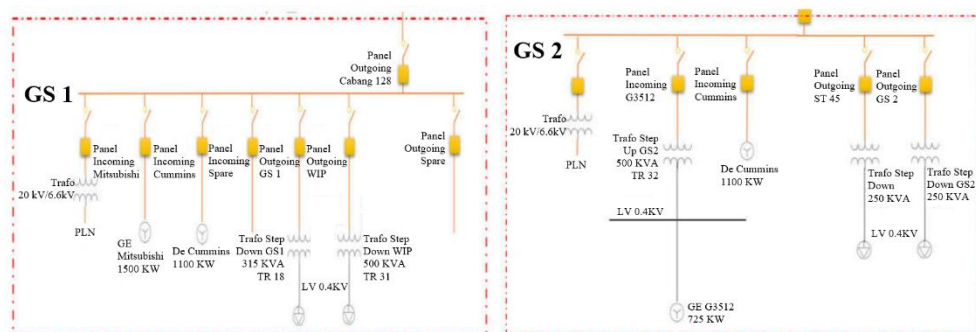 GS 1
Panel
Outgoing
Cabang 128
Panel
Incoming
Mitsubishi
Panel
Incoming
Cummins
Panel
Incoming
Spare
Panel
Outgoing
GS 1
Panel
Outgoing
WIP
Panel
Outgoing Spare
Trafo
20 kV/6.6kV
PLN
GE
Mitsubishi
1500 KW
De Cummins
1100 KW
Trafo Step
Down GS1
315 KVA
TR 18
Trafo Step
Down WIP
500 KVA
TR 31
LV 0.4KV
GS 2
Panel
Incoming
G3512
Panel
Incoming
Cummins
Panel
Outgoing
ST 45
Panel
Outgoing
GS 2
Trafo
20 kV/6.6kV
PLN
Trafo Step
Up GS2
500 KVA
TR 32
De Cummins
1100 KW
Trafo Step
Down
250 KVA
Trafo Step
Down GS2
250 KVA
LV 0.4KV
LV 0.4KV
GE G3512
725 KW